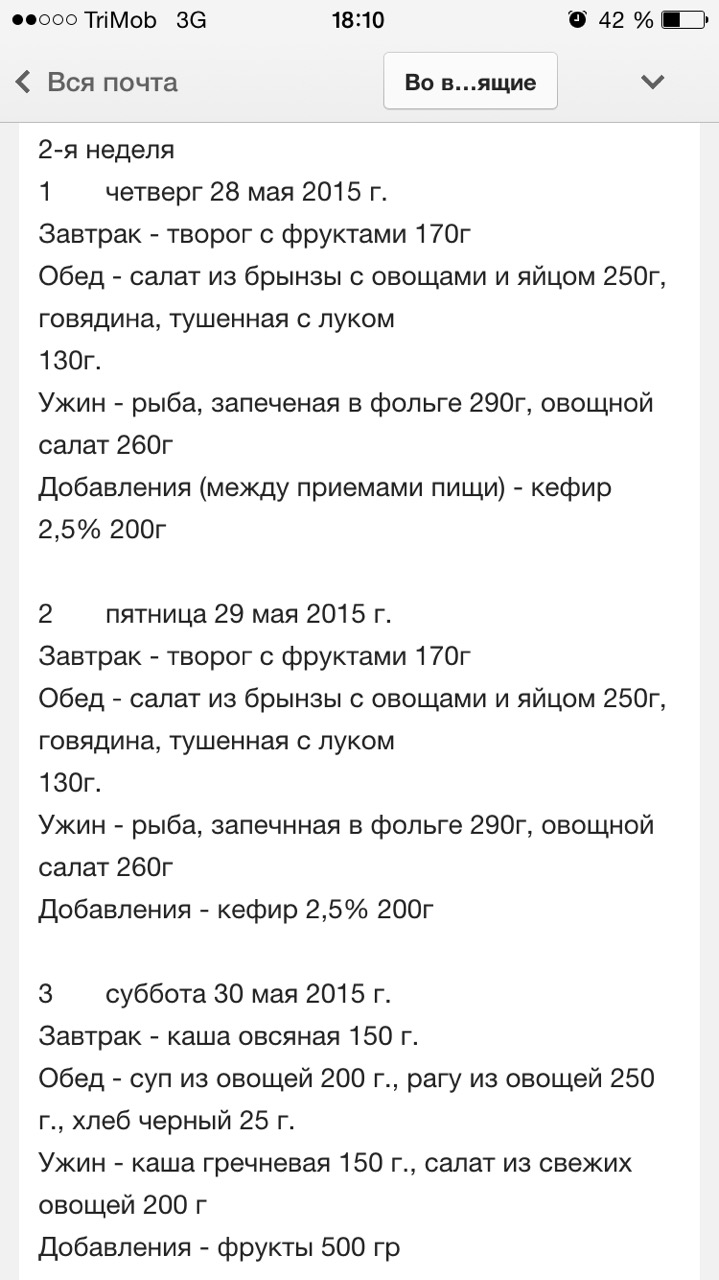 TriMob 3G 18:10 42 %
Вся почта Во в...ящие
2-я неделя
1 четверг 28 мая 2015 г.
Завтрак - творог с фруктами 170г
Обед - салат из брынзы с овощами и яйцом 250г,
говядина, тушенная с луком
130г.
Ужин - рыба, запеченая в фольге 290г, овощной
салат 260г
Добавления (между приемами пищи) - кефир
2,5% 200г
2 пятница 29 мая 2015 г.
Завтрак - творог с фруктами 170г
Обед - салат из брынзы с овощами и яйцом 250г,
говядина, тушенная с луком
130г.
Ужин - рыба, запечнная в фольге 290г, овощной
салат 260г
Добавления - кефир 2,5% 200г
3 суббота 30 мая 2015 г.
Завтрак - каша овсяная 150 г.
Обед - суп из овощей 200 г., рагу из овощей 250
г., хлеб черный 25 г.
Ужин - каша гречневая 150 г., салат из свежих
овощей 200 г
Добавления - фрукты 500 гр